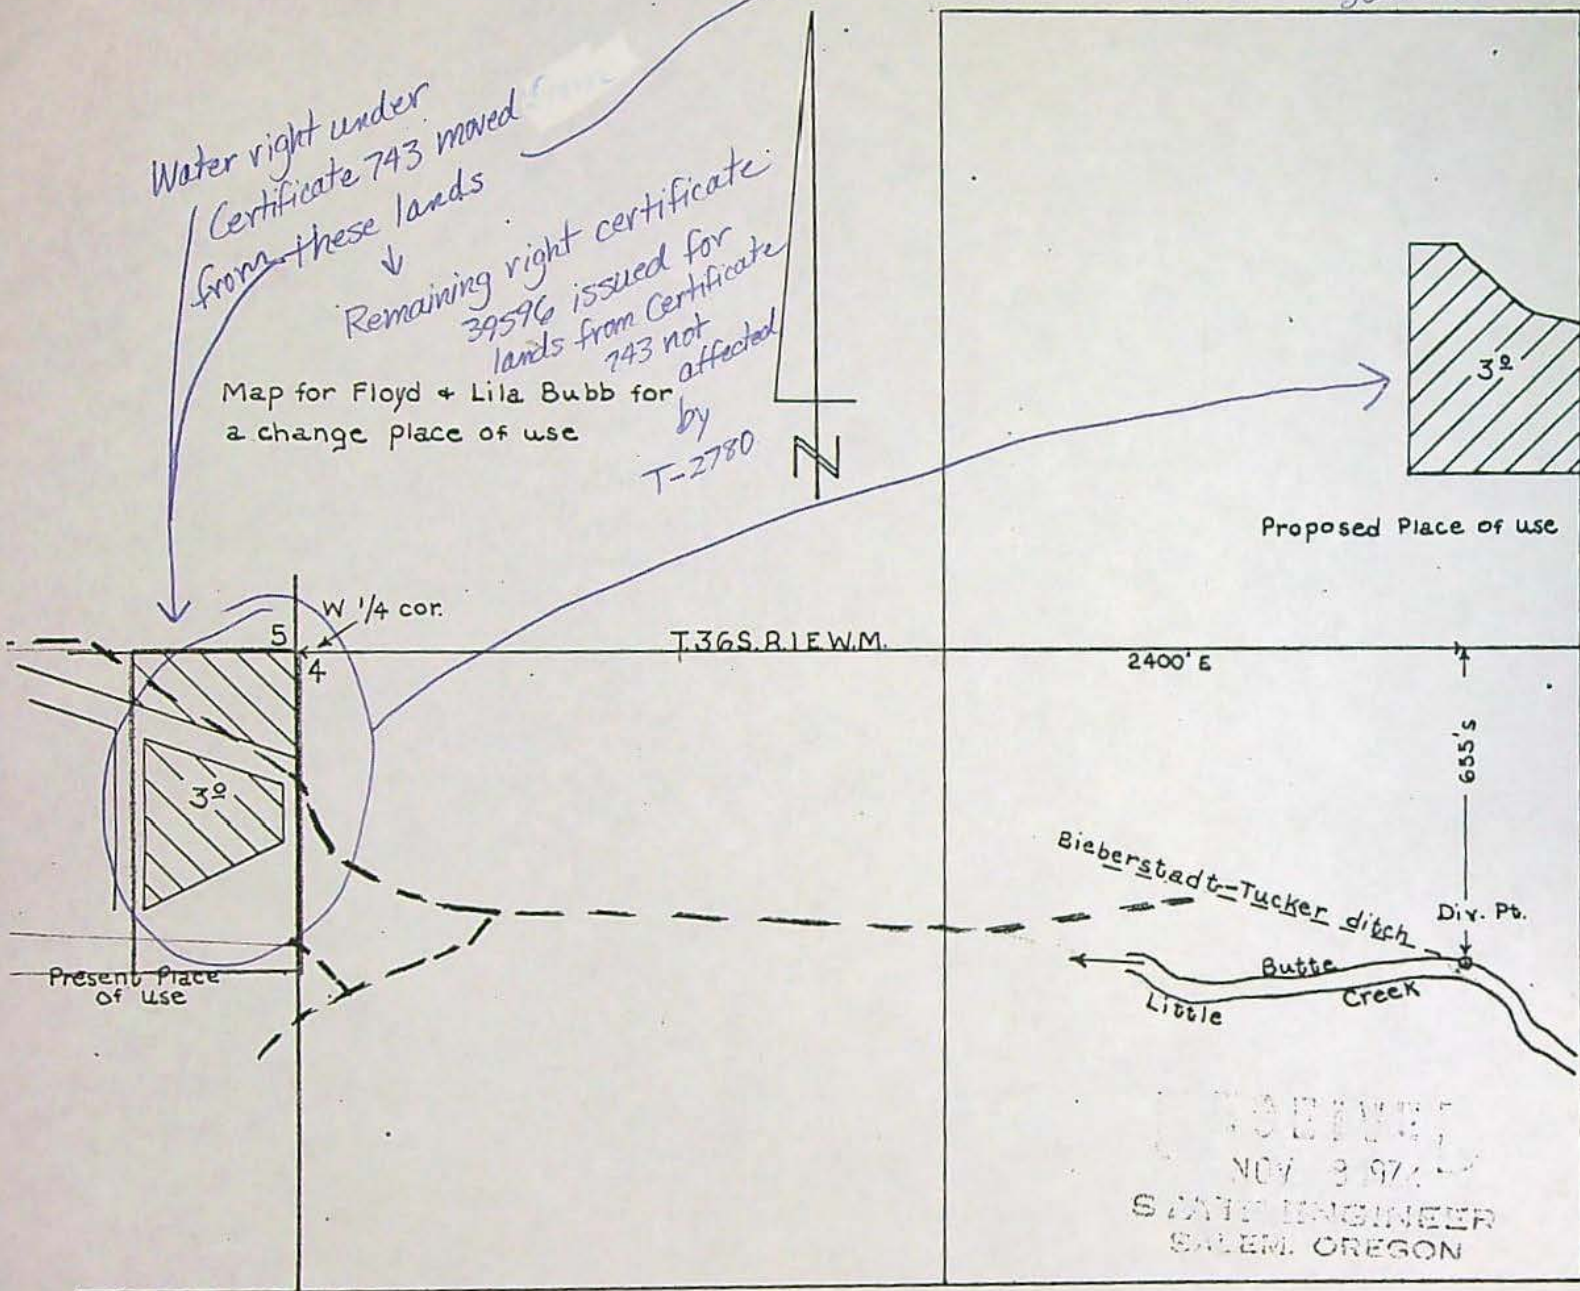 Water right under
Certificate 743 moved
from these lands
Remaining right certificate
39596 issued for
lands from Certificate
743 not
affected
by
T-2780
Map for Floyd & Lila Bubb for
a change place of use
N
3º
Proposed Place of use
W 1/4 cor.
5
4
T.36S.R.1E.W.M.
2400' E
655's
3º
Bieberstadt-Tucker ditch
Div. Pt.
Butte
Creek
Little
Present Place
of use
NOV
STATE ENGINEER
SALEM. OREGON